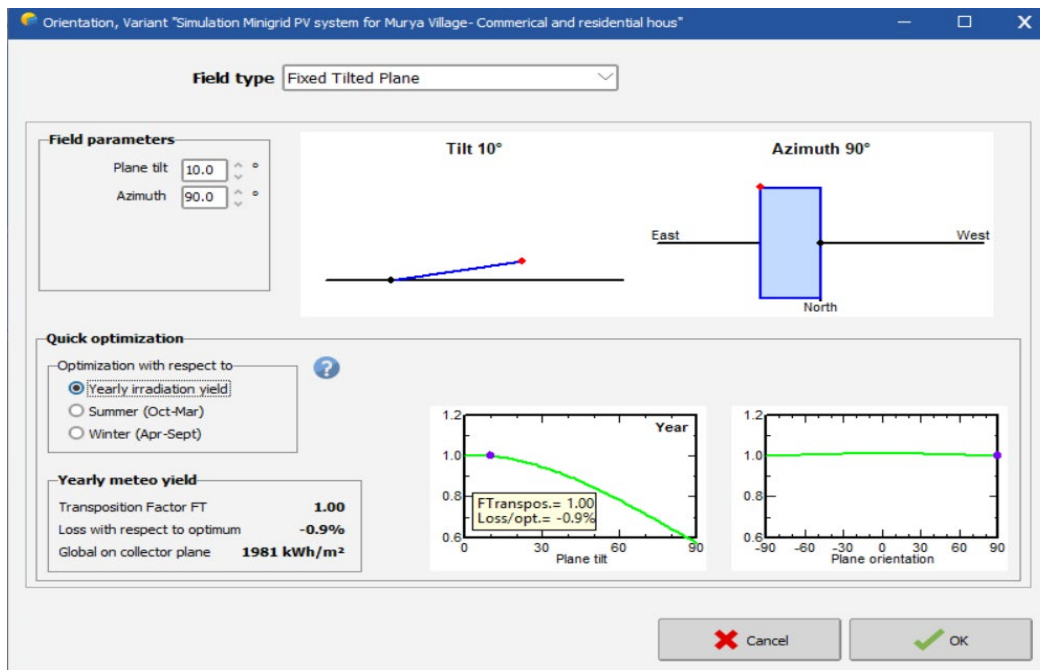 Orientation, Variant "Simulation Minigrid PV system for Murya Village- Commerical and residential hous"
Field type Fixed Tilted Plane
Field parameters
Plane tilt 10.0 °
Azimuth 90.0 °
Tilt 10°
Azimuth 90°
East
West
North
Quick optimization
Optimization with respect to
Yearly irradiation yield
Summer (Oct-Mar)
Winter (Apr-Sept)
?
Yearly meteo yield
Transposition Factor FT 1.00
Loss with respect to optimum -0.9%
Global on collector plane 1981 kWh/m²
1.2
Year
1.0
0.8
FTranspos.= 1.00
Loss/opt.= -0.9%
0.6
0 30 60 90
Plane tilt
1.2
1.0
0.8
0.6
-90 -60 -30 0 30 60 90
Plane orientation
Cancel
OK